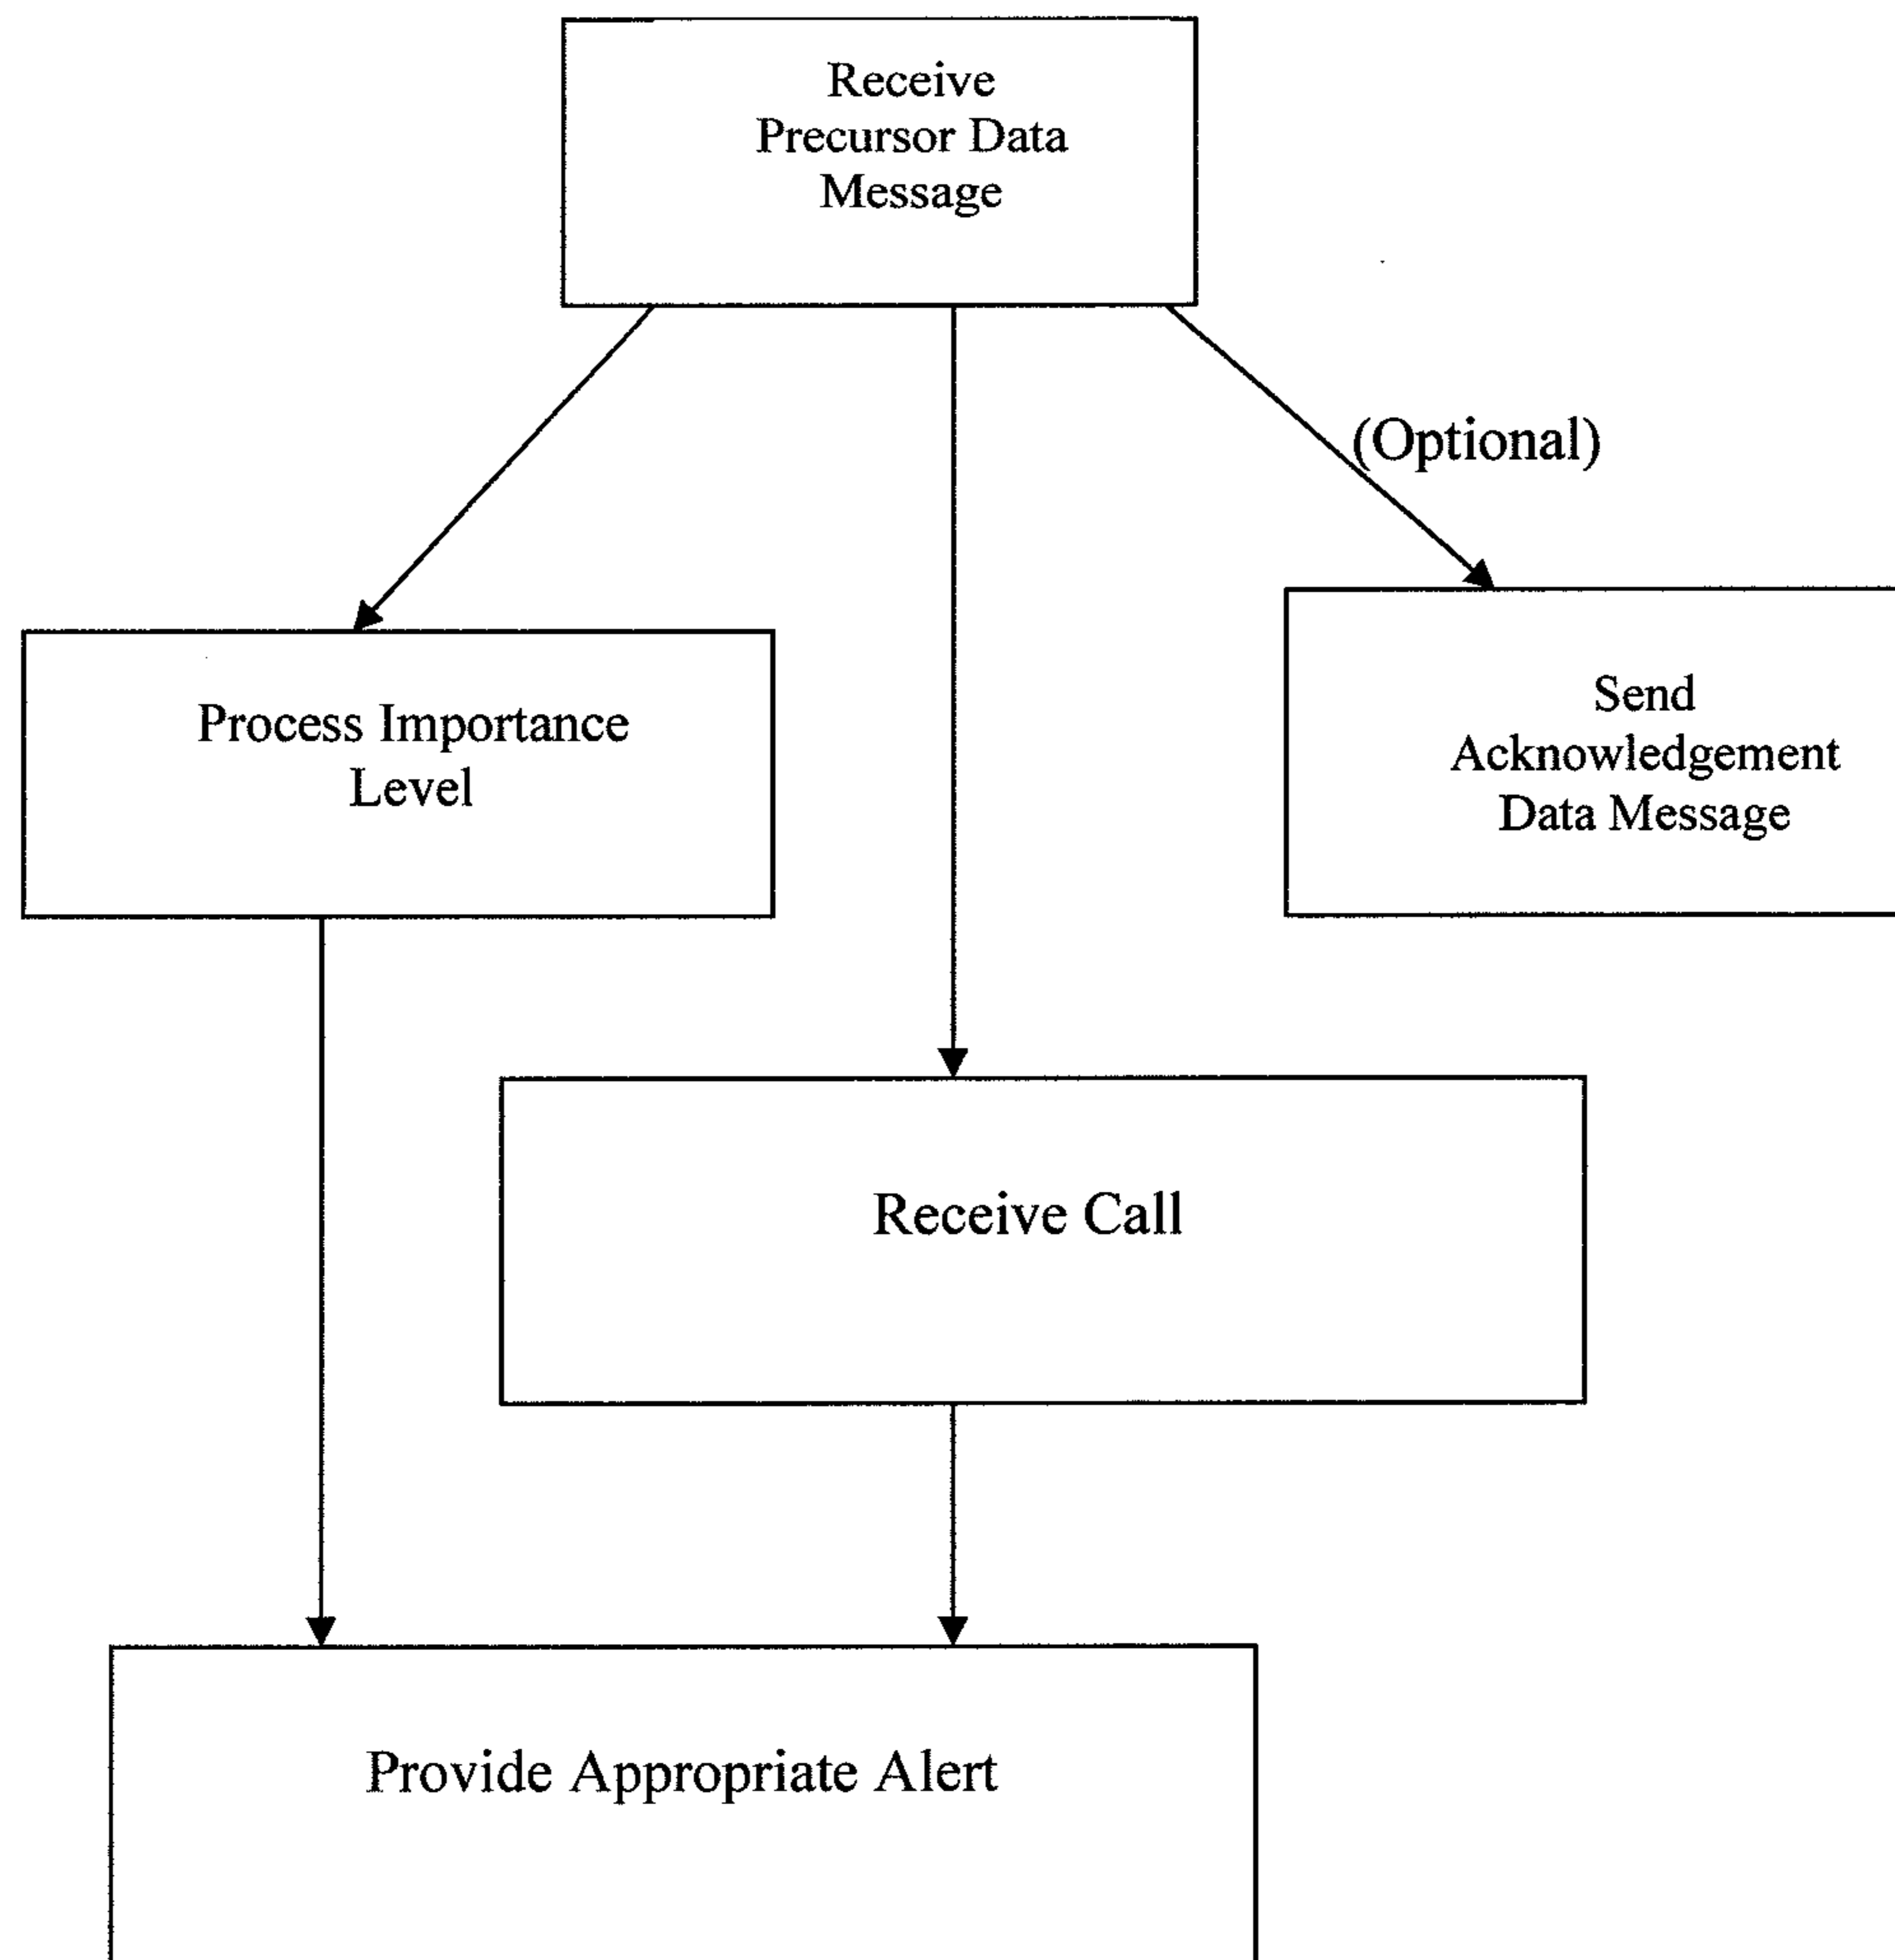 Receive
Precursor Data
Message
(Optional)
Process Importance
Level
Send
Acknowledgement
Data Message
Receive Call
Provide Appropriate Alert